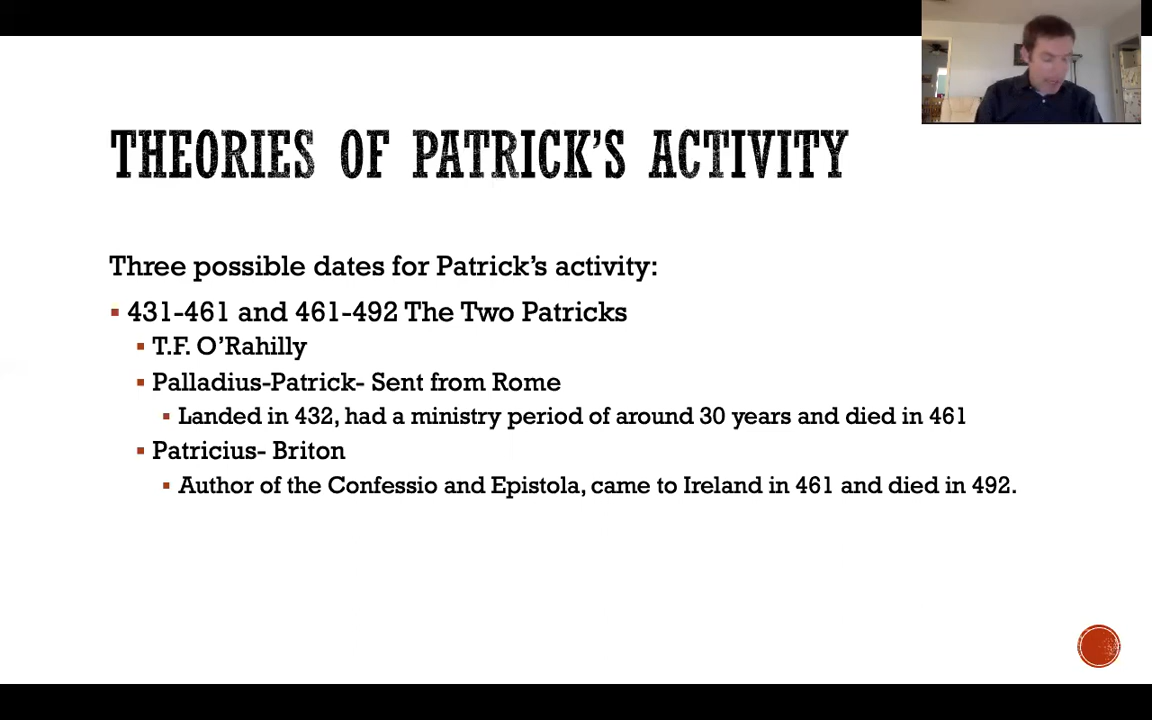 THEORIES OF PATRICK'S ACTIVITY
Three possible dates for Patrick's activity:
431-461 and 461-492 The Two Patricks
T.F. O'Rahilly
Palladius-Patrick- Sent from Rome
Landed in 432, had a ministry period of around 30 years and died in 461
Patricius- Briton
Author of the Confessio and Epistola, came to Ireland in 461 and died in 492.